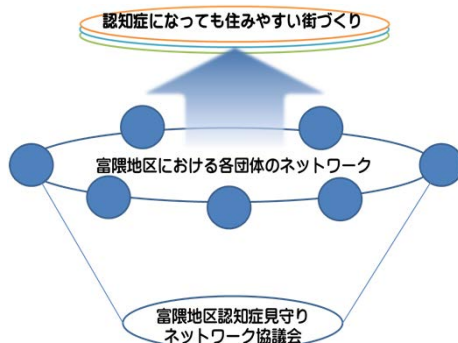 認知症になっても住みやすい街づくり
富隈地区における各団体のネットワーク
富隈地区認知症見守り
ネットワーク協議会